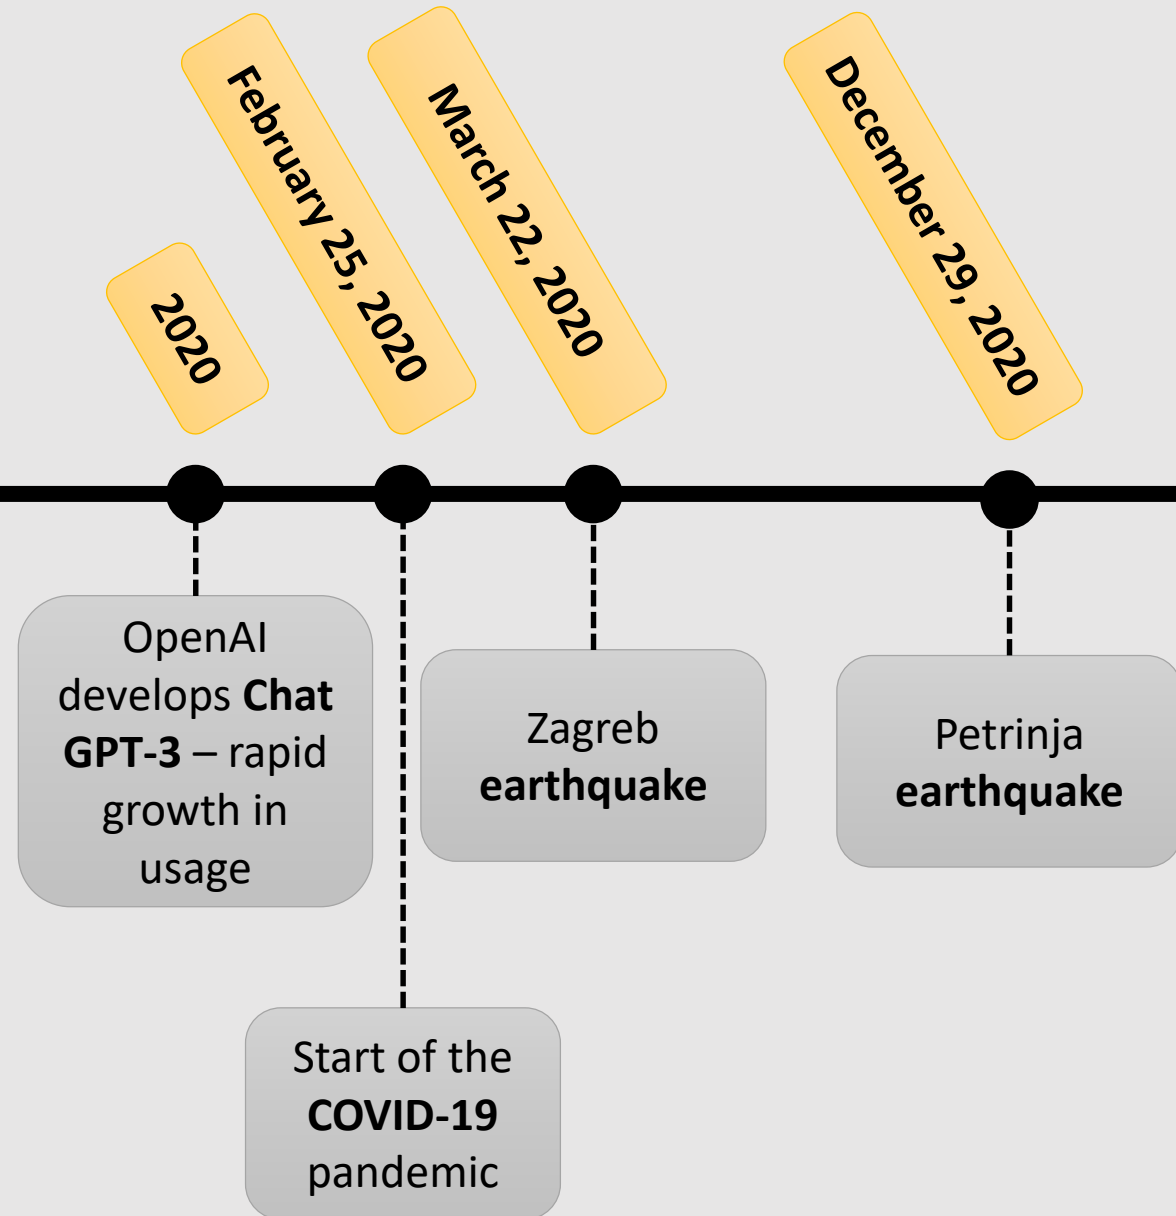 2020
February 25, 2020
March 22, 2020
December 29, 2020
OpenAI
develops Chat
GPT-3 – rapid
growth in
usage
Start of the
COVID-19
pandemic
Zagreb
earthquake
Petrinja
earthquake